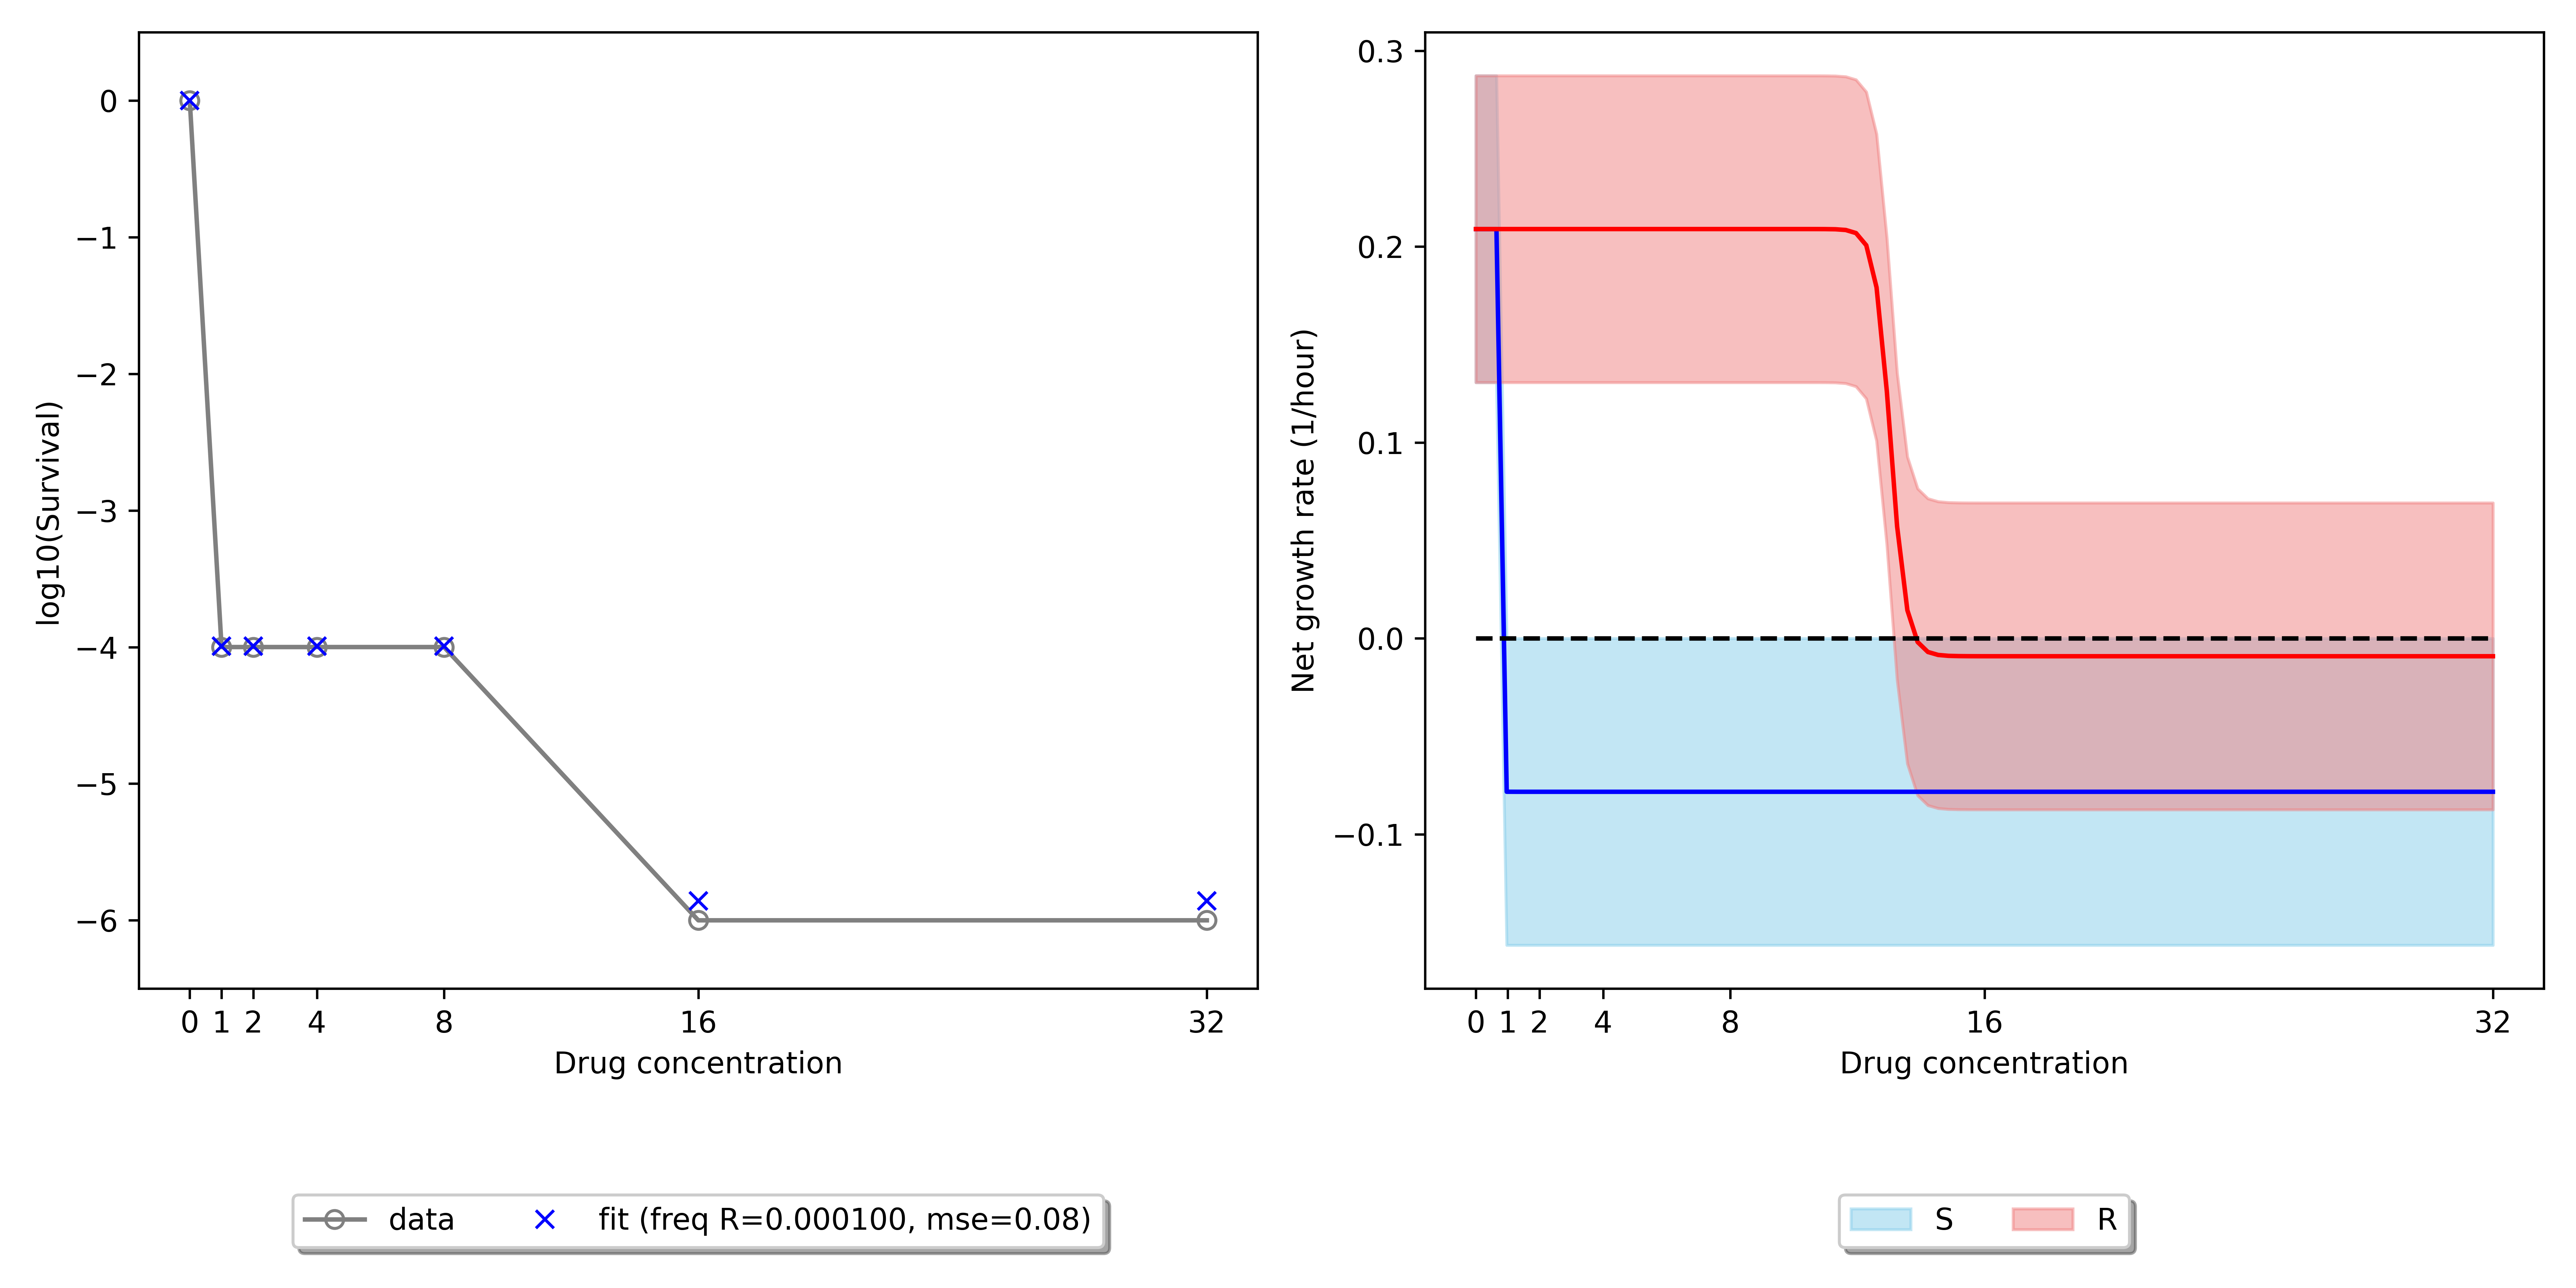 log10(Survival)
0
−1
−2
−3
−4
−5
−6
0 1 2 4 8 16 32
Drug concentration
data
fit (freq R=0.000100, mse=0.08)
Net growth rate (1/hour)
0.3
0.2
0.1
0.0
−0.1
0 1 2 4 8 16 32
Drug concentration
S
R